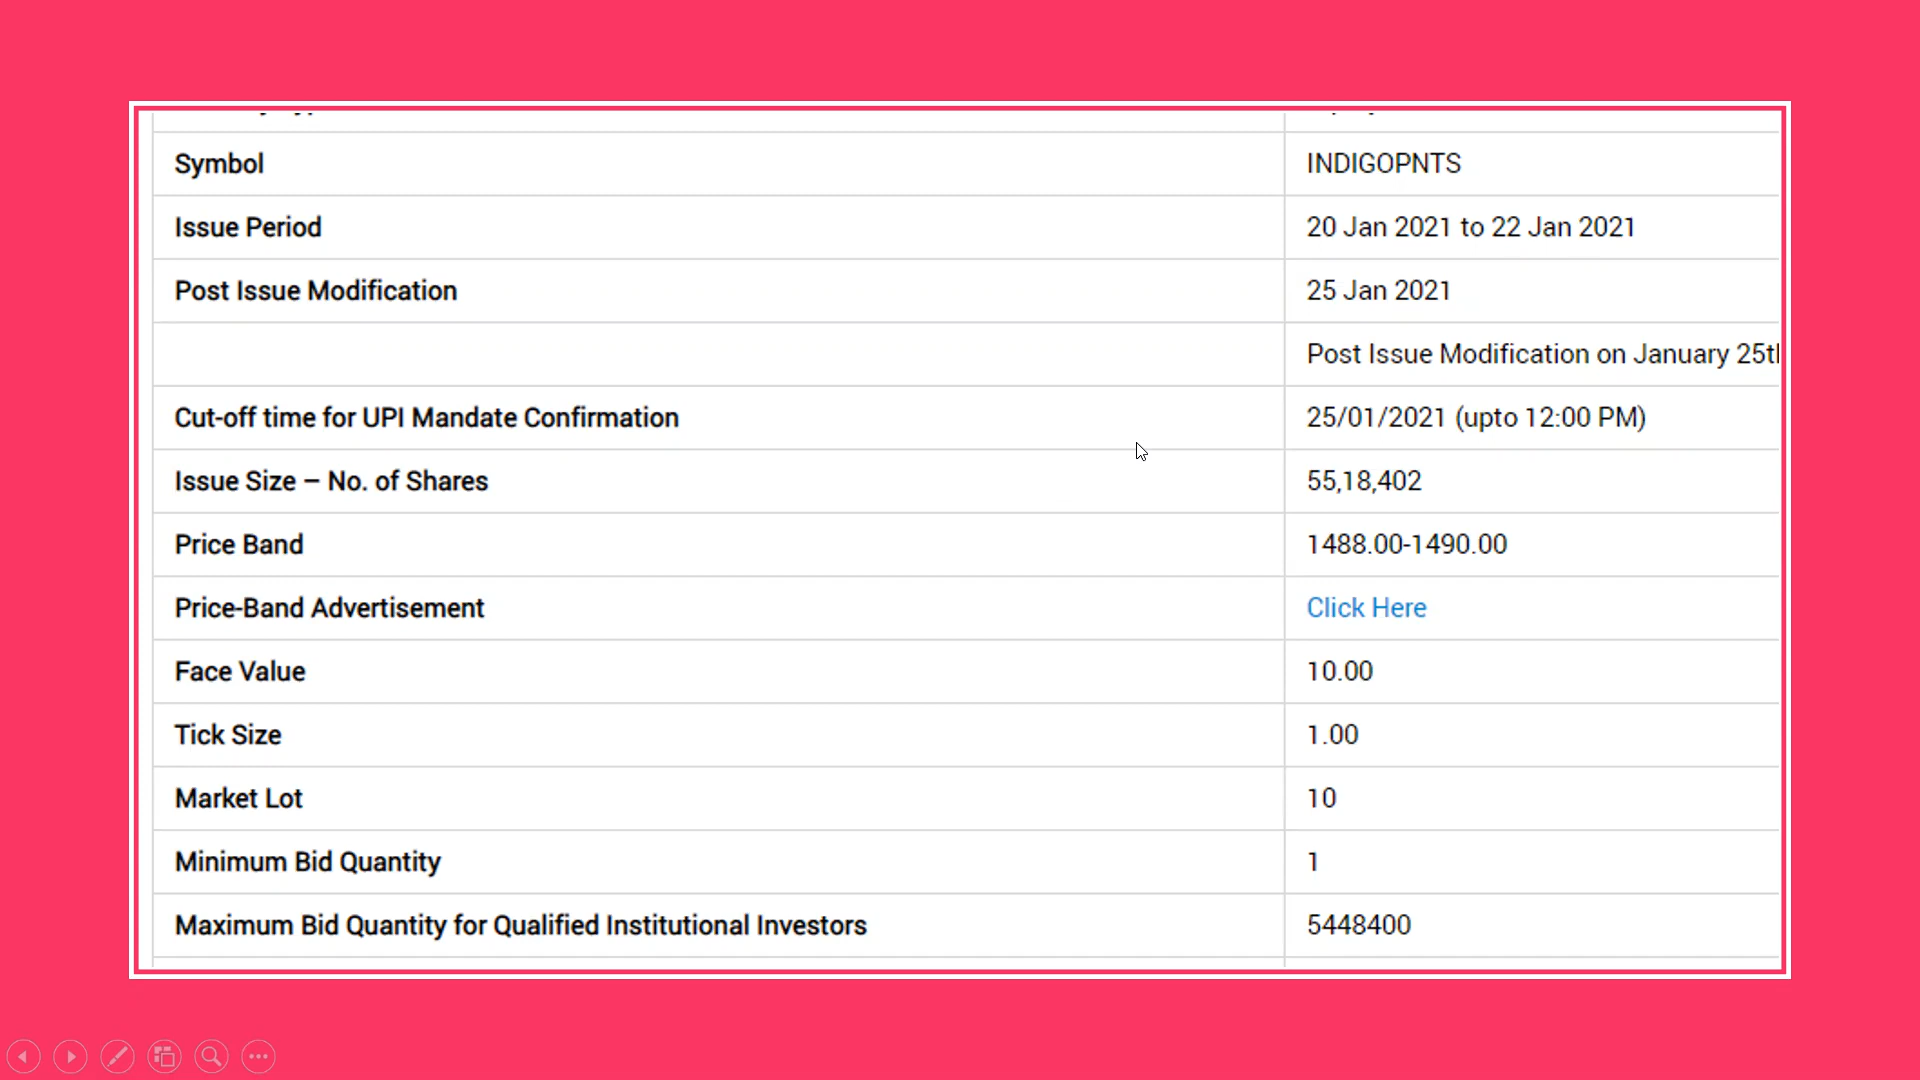 Symbol INDIGOPNTS
Issue Period 20 Jan 2021 to 22 Jan 2021
Post Issue Modification 25 Jan 2021
Post Issue Modification on January
Cut-off time for UPI Mandate Confirmation 25/01/2021 (upto 12:00 PM)
Issue Size – No. of Shares 55,18,402
Price Band 1488.00-1490.00
Price-Band Advertisement Click Here
Face Value 10.00
Tick Size 1.00
Market Lot 10
Minimum Bid Quantity 1
Maximum Bid Quantity for Qualified Institutional Investors 5448400